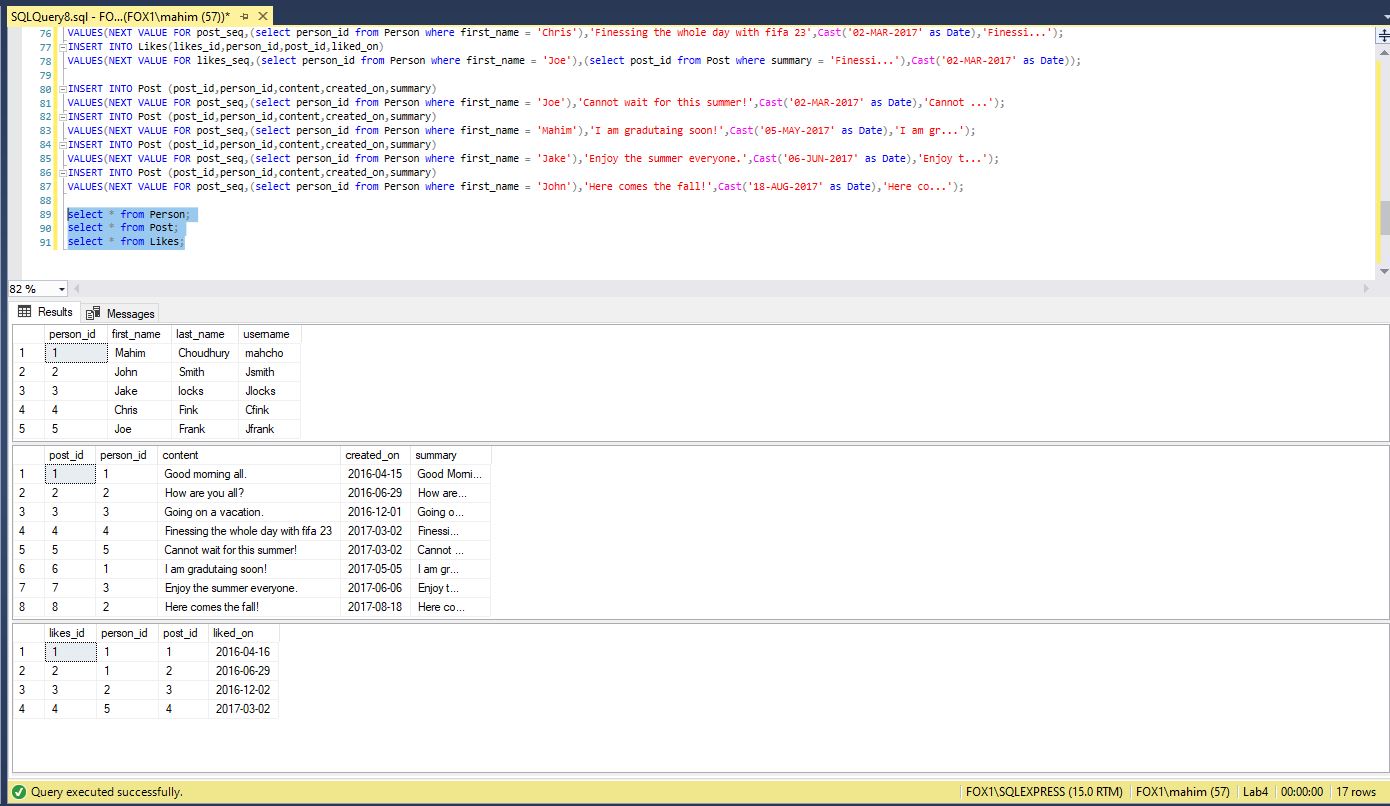 SQLQuery8.sql - FO...(FOX1\mahim (57))*
76 VALUES(NEXT VALUE FOR post_seq,(select person_id from Person where first_name = 'Chris'),'Finessing the whole day with fifa 23',Cast('02-MAR-2017' as Date),'Finessi...');
77 INSERT INTO Likes(likes_id,person_id,post_id,liked_on)
78 VALUES(NEXT VALUE FOR likes_seq,(select person_id from Person where first_name = 'Joe'),(select post_id from Post where summary = 'Finessi...'),Cast('02-MAR-2017' as Date));
79
80 INSERT INTO Post (post_id,person_id,content,created_on,summary)
81 VALUES(NEXT VALUE FOR post_seq,(select person_id from Person where first_name = 'Joe'),'Cannot wait for this summer!',Cast('02-MAR-2017' as Date),'Cannot ...');
82 INSERT INTO Post (post_id,person_id,content,created_on,summary)
83 VALUES(NEXT VALUE FOR post_seq,(select person_id from Person where first_name = 'Mahim'),'I am gradutaing soon!',Cast('05-MAY-2017' as Date),'I am gr...');
84 INSERT INTO Post (post_id,person_id,content,created_on,summary)
85 VALUES(NEXT VALUE FOR post_seq,(select person_id from Person where first_name = 'Jake'),'Enjoy the summer everyone.',Cast('06-JUN-2017' as Date),'Enjoy t...');
86 INSERT INTO Post (post_id,person_id,content,created_on,summary)
87 VALUES(NEXT VALUE FOR post_seq,(select person_id from Person where first_name = 'John'),'Here comes the fall!',Cast('18-AUG-2017' as Date),'Here co...');
88
89 select * from Person;
90 select * from Post;
91 select * from Likes;
82 %
Results Messages
person_id first_name last_name username
1 1 Mahim Choudhury mahcho
2 2 John Smith Jsmith
3 3 Jake locks Jlocks
4 4 Chris Fink Cfink
5 5 Joe Frank Jfrank
post_id person_id content created_on summary
1 1 1 Good morning all. 2016-04-15 Good Morni...
2 2 2 How are you all? 2016-06-29 How are...
3 3 3 Going on a vacation. 2016-12-01 Going o...
4 4 4 Finessing the whole day with fifa 23 2017-03-02 Finessi...
5 5 5 Cannot wait for this summer! 2017-03-02 Cannot ...
6 6 1 I am gradutaing soon! 2017-05-05 I am gr...
7 7 3 Enjoy the summer everyone. 2017-06-06 Enjoy t...
8 8 2 Here comes the fall! 2017-08-18 Here co...
likes_id person_id post_id liked_on
1 1 1 1 2016-04-16
2 2 1 2 2016-06-29
3 3 2 3 2016-12-02
4 4 5 4 2017-03-02
Query executed successfully. FOX1\SQLEXPRESS (15.0 RTM) FOX1\mahim (57) Lab4 00:00:00 17 rows